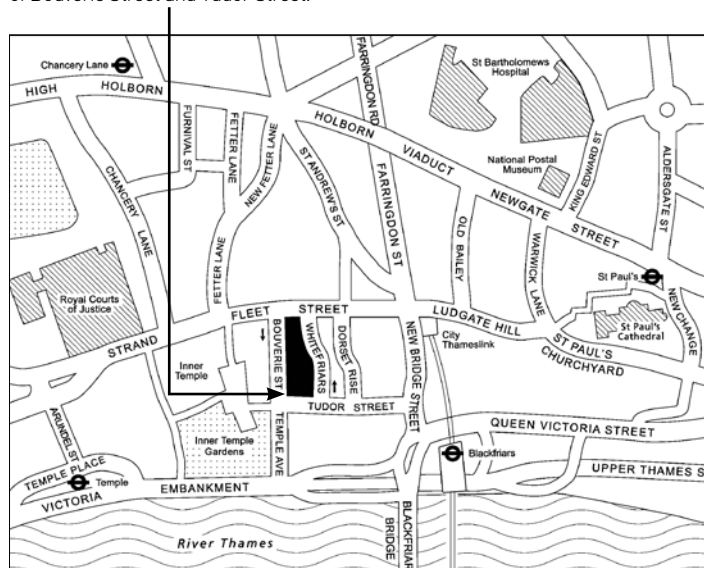 of Bouverie Street and Tudor Street.
Chancery Lane
HIGH HOLBORN
FURNIVAL ST
FETTER LANE
NEW FETTER LANE
FARRINGDON RD
St Bartholomews
Hospital
HOLBORN VIADUCT
National Postal
Museum
KING EDWARD ST
ALDERSGATE ST
CHANCERY LANE
ST ANDREW'S ST
FARRINGDON ST
NEWGATE STREET
OLD BAILEY
WARWICK LANE
FETTER LANE
St Paul's
NEW CHANGE
Royal Courts
of Justice
STRAND
FLEET STREET
LUDGATE HILL
ST PAUL'S
CHURCHYARD
St Paul's
Cathedral
Inner
Temple
BOUVERIE ST
WHITEFRIARS
DORSET RISE
NEW BRIDGE STREET
City
Thameslink
TUDOR STREET
ARUNDEL ST
Inner Temple
Gardens
TEMPLE AVE
QUEEN VICTORIA STREET
TEMPLE PLACE
Temple
Blackfriars
UPPER THAMES S
VICTORIA EMBANKMENT
BLACKFRIAR
BRIDGE
River Thames